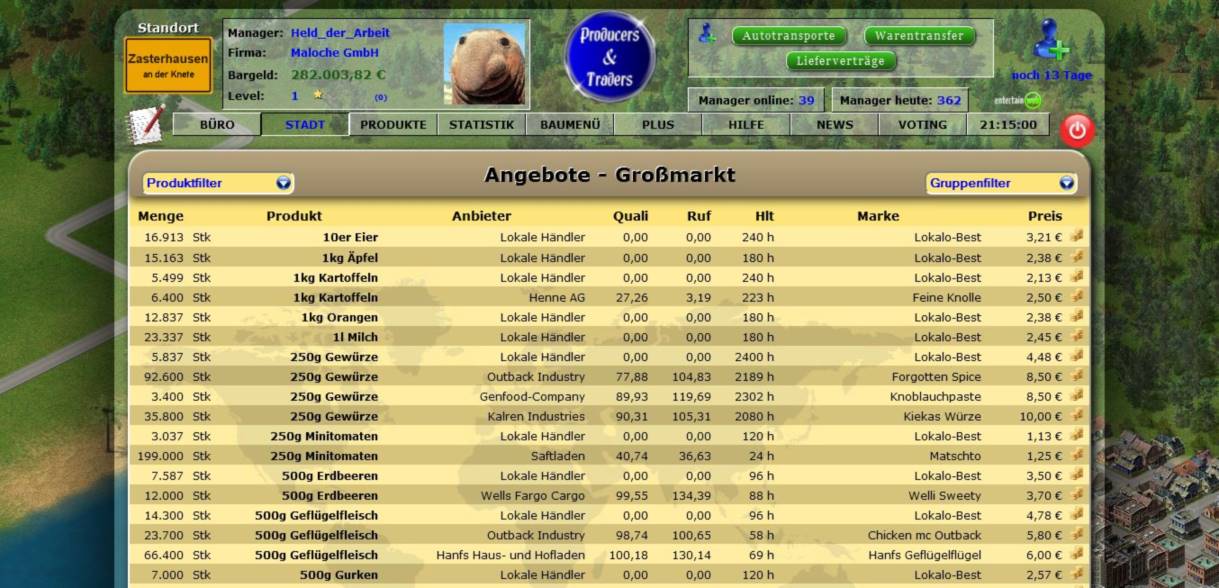 Standort
Zasterhausen
an der Knete
Manager: Held_der_Arbeit
Firma: Maloche GmbH
Bargeld: 282.003,82 €
Level: 1 (0)
Producers
&
Traders
Autotransporte Warentransfer
Lieferverträge
noch 13 Tage
Manager online: 39 Manager heute: 362
BÜRO STADT PRODUKTE STATISTIK BAUMENÜ PLUS HILFE NEWS VOTING 21:15:00
Angebote - Großmarkt
Produktfilter Gruppenfilter
Menge Produkt Anbieter Quali Ruf Hlt Marke Preis
16.913 Stk 10er Eier Lokale Händler 0,00 0,00 240 h Lokalo-Best 3,21 €
15.163 Stk 1kg Äpfel Lokale Händler 0,00 0,00 180 h Lokalo-Best 2,38 €
5.499 Stk 1kg Kartoffeln Lokale Händler 0,00 0,00 240 h Lokalo-Best 2,13 €
6.400 Stk 1kg Kartoffeln Henne AG 27,26 3,19 223 h Feine Knolle 2,50 €
12.837 Stk 1kg Orangen Lokale Händler 0,00 0,00 180 h Lokalo-Best 2,38 €
23.337 Stk 1l Milch Lokale Händler 0,00 0,00 180 h Lokalo-Best 2,45 €
5.837 Stk 250g Gewürze Lokale Händler 0,00 0,00 2400 h Lokalo-Best 4,48 €
92.600 Stk 250g Gewürze Outback Industry 77,88 104,83 2189 h Forgotten Spice 8,50 €
3.400 Stk 250g Gewürze Genfood-Company 89,93 119,69 2302 h Knoblauchpaste 8,50 €
35.800 Stk 250g Gewürze Kalren Industries 90,31 105,31 2080 h Kiekas Würze 10,00 €
3.037 Stk 250g Minitomaten Lokale Händler 0,00 0,00 120 h Lokalo-Best 1,13 €
199.000 Stk 250g Minitomaten Saftladen 40,74 36,63 24 h Matschto 1,25 €
7.587 Stk 500g Erdbeeren Lokale Händler 0,00 0,00 96 h Lokalo-Best 3,50 €
12.000 Stk 500g Erdbeeren Wells Fargo Cargo 99,55 134,39 88 h Welli Sweety 3,70 €
14.300 Stk 500g Geflügelfleisch Lokale Händler 0,00 0,00 96 h Lokalo-Best 4,78 €
23.700 Stk 500g Geflügelfleisch Outback Industry 98,74 100,65 58 h Chicken mc Outback 5,80 €
66.400 Stk 500g Geflügelfleisch Hanfs Haus- und Hofladen 100,18 130,14 69 h Hanfs Geflügelflügel 6,00 €
7.000 Stk 500g Gurken Lokale Händler 0,00 0,00 120 h Lokalo-Best 2,57 €